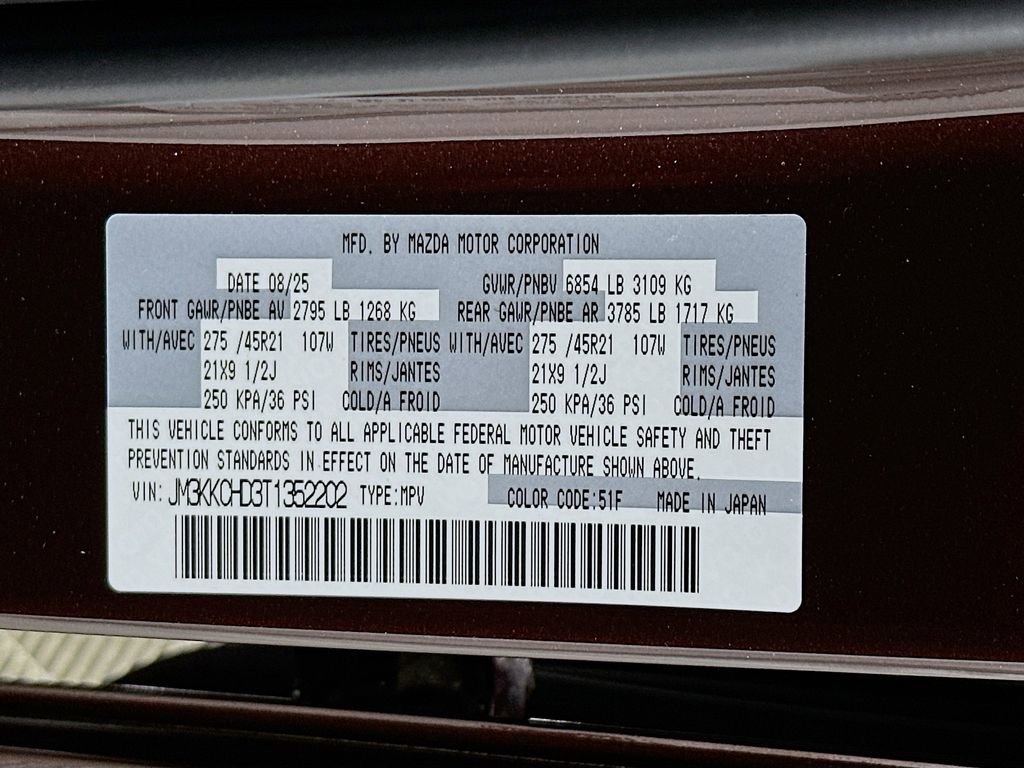 MFD. BY MAZDA MOTOR CORPORATION
DATE 08/25 GVWR/PNBV 6854 LB 3109 KG
FRONT GAWR/PNBE AV 2795 LB 1268 KG REAR GAWR/PNBE AR 3785 LB 1717 KG
WITH/AVEC 275 /45R21 107W TIRES/PNEUS WITH/AVEC 275 /45R21 107W TIRES/PNEUS
21X9 1/2J RIMS/JANTES 21X9 1/2J RIMS/JANTES
250 KPA/36 PSI COLD/A FROID 250 KPA/36 PSI COLD/A FROID
THIS VEHICLE CONFORMS TO ALL APPLICABLE FEDERAL MOTOR VEHICLE SAFETY AND THEFT
PREVENTION STANDARDS IN EFFECT ON THE DATE OF MANUFACTURE SHOWN ABOVE.
VIN: JM3KKCHD3T1352202 TYPE:MPV COLOR CODE:51F MADE IN JAPAN